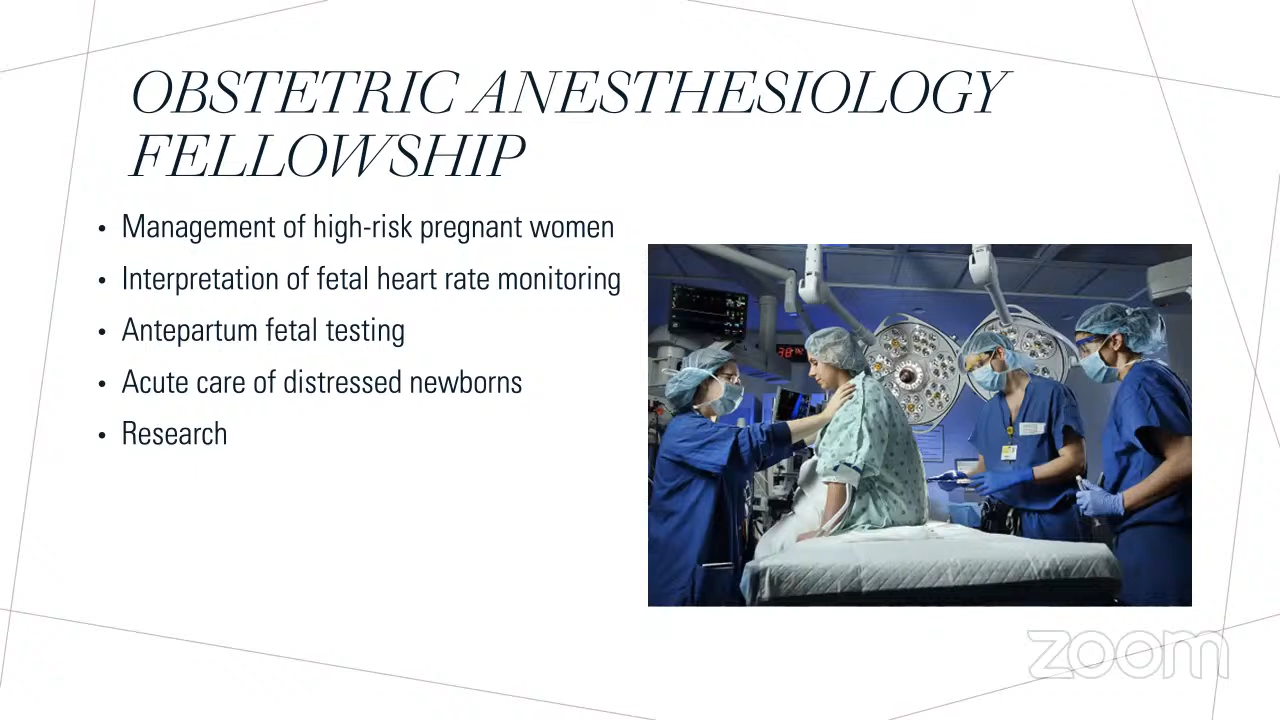 OBSTETRIC ANESTHESIOLOGY
FELLOWSHIP
• Management of high-risk pregnant women
• Interpretation of fetal heart rate monitoring
• Antepartum fetal testing
• Acute care of distressed newborns
• Research
zoom